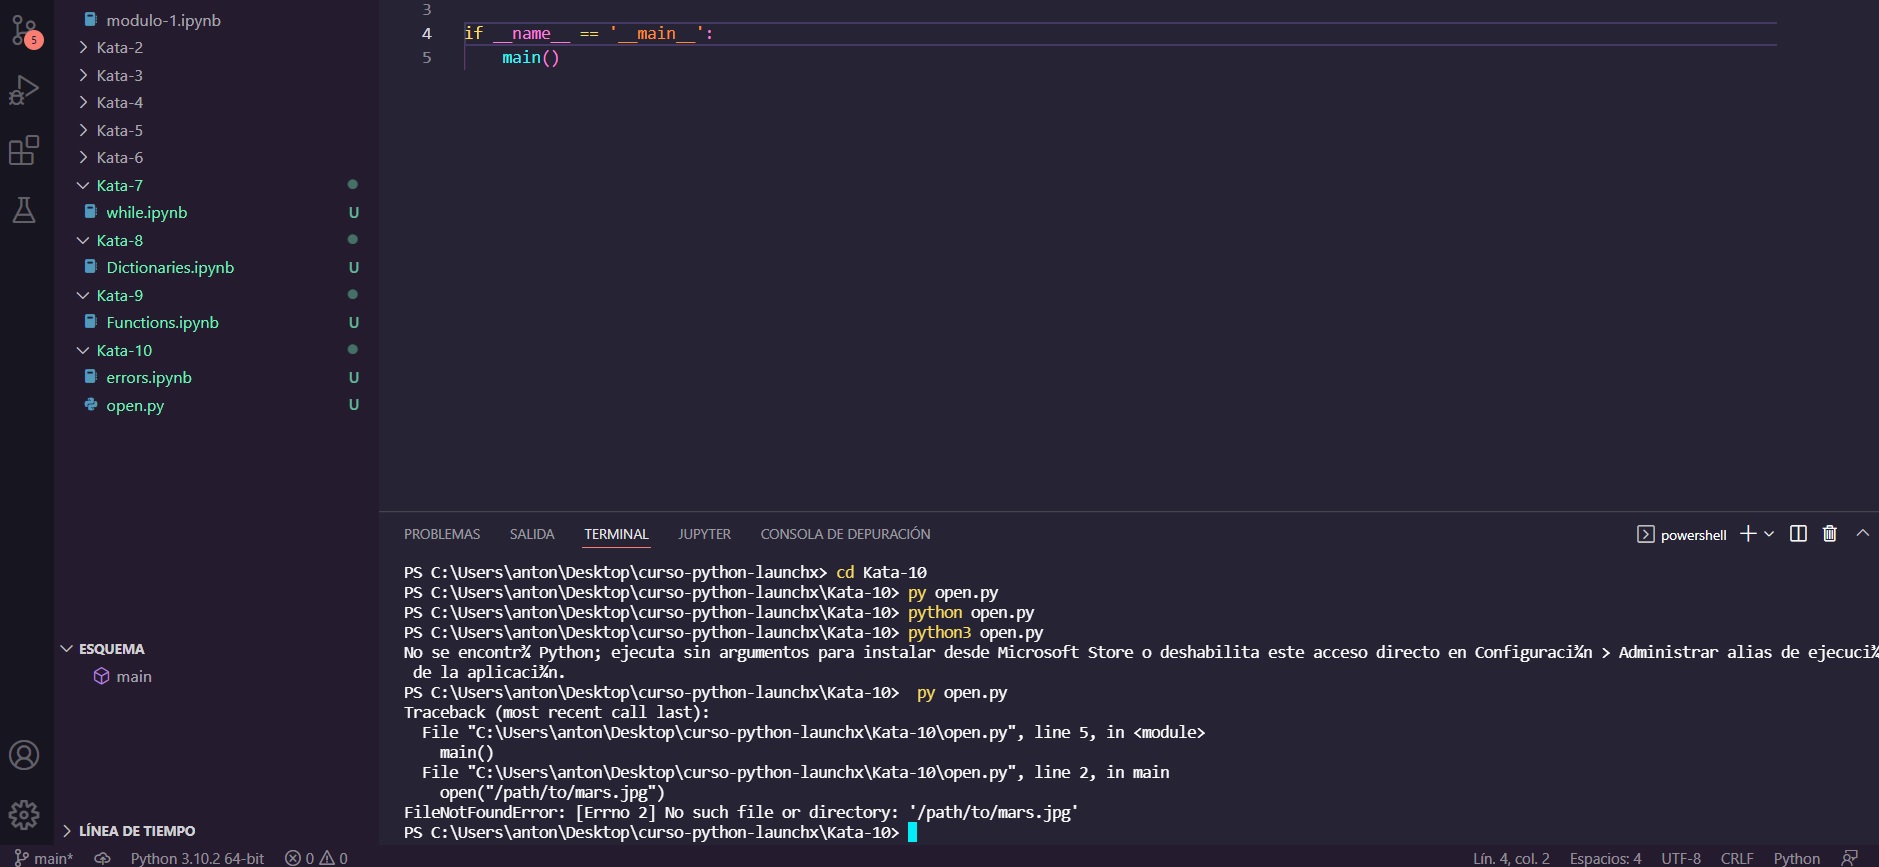 5
modulo-1.ipynb
Kata-2
Kata-3
Kata-4
Kata-5
Kata-6
Kata-7
while.ipynb U
Kata-8
Dictionaries.ipynb U
Kata-9
Functions.ipynb U
Kata-10
errors.ipynb U
open.py U
ESQUEMA
main
LÍNEA DE TIEMPO
3
4 if __name__ == '__main__':
5 main()
PROBLEMAS SALIDA TERMINAL JUPYTER CONSOLA DE DEPURACIÓN powershell
PS C:\Users\anton\Desktop\curso-python-launchx> cd Kata-10
PS C:\Users\anton\Desktop\curso-python-launchx\Kata-10> py open.py
PS C:\Users\anton\Desktop\curso-python-launchx\Kata-10> python open.py
PS C:\Users\anton\Desktop\curso-python-launchx\Kata-10> python3 open.py
No se encontr¾ Python; ejecuta sin argumentos para instalar desde Microsoft Store o deshabilita este acceso directo en Configuraci¾n > Administrar alias de ejecuci¾
de la aplicaci¾n.
PS C:\Users\anton\Desktop\curso-python-launchx\Kata-10>  py open.py
Traceback (most recent call last):
File "C:\Users\anton\Desktop\curso-python-launchx\Kata-10\open.py", line 5, in <module>
main()
File "C:\Users\anton\Desktop\curso-python-launchx\Kata-10\open.py", line 2, in main
open("/path/to/mars.jpg")
FileNotFoundError: [Errno 2] No such file or directory: '/path/to/mars.jpg'
PS C:\Users\anton\Desktop\curso-python-launchx\Kata-10>
main* Python 3.10.2 64-bit 0 0 Lín. 4, col. 2 Espacios: 4 UTF-8 CRLF Python